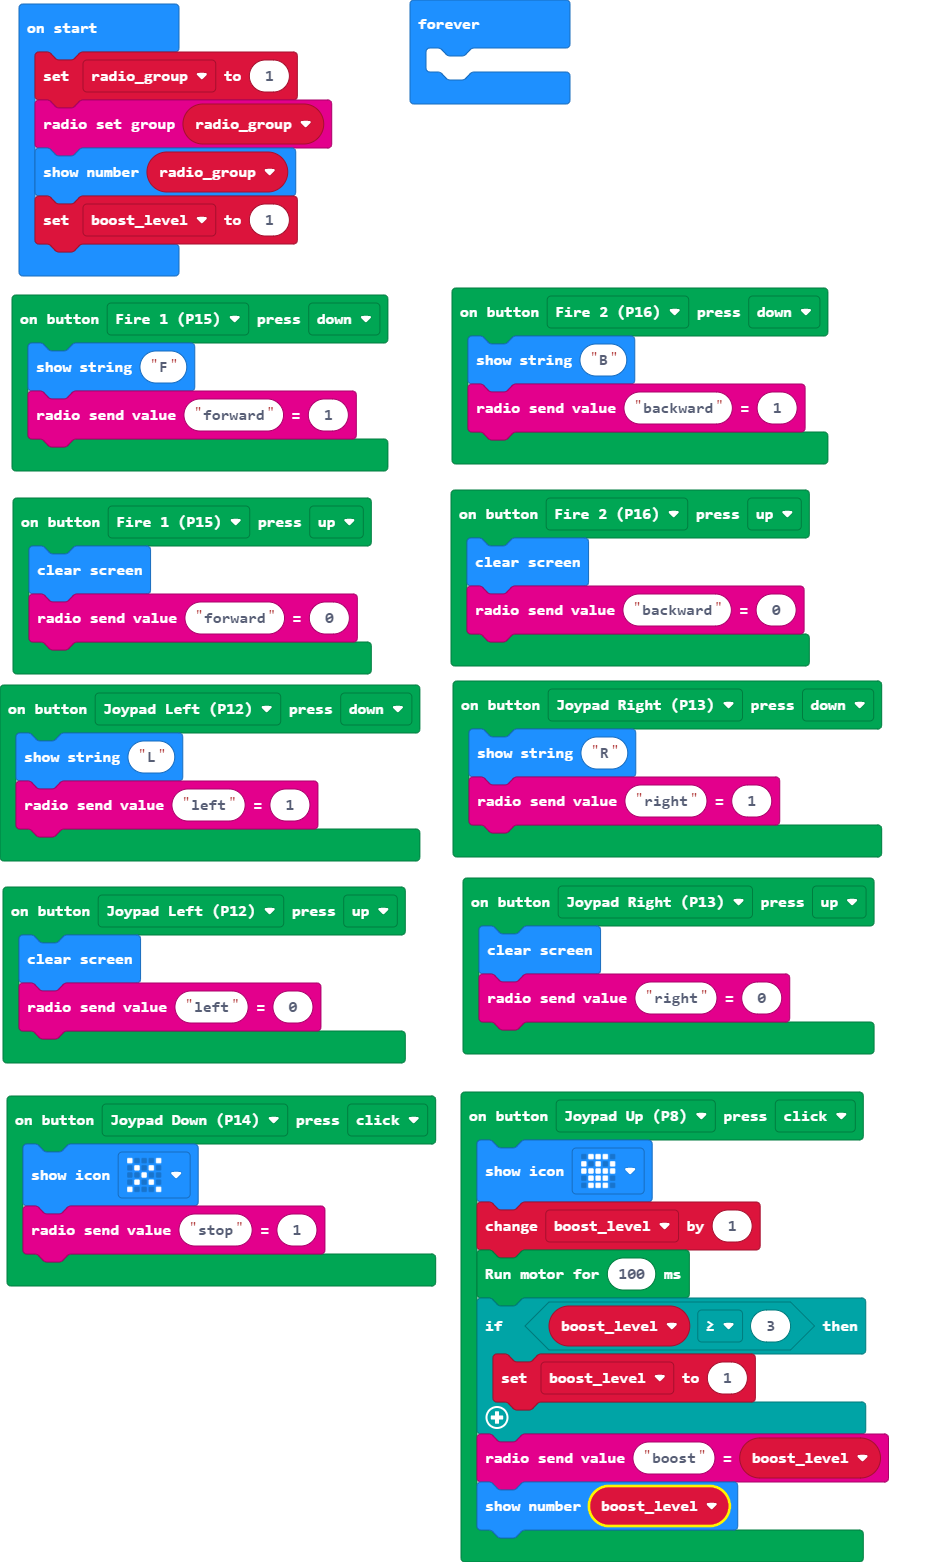 on start
set radio_group to 1
radio set group radio_group
show number radio_group
set boost_level to 1
forever
on button Fire 1 (P15) press down
show string "F"
radio send value "forward" = 1
on button Fire 2 (P16) press down
show string "B"
radio send value "backward" = 1
on button Fire 1 (P15) press up
clear screen
radio send value "forward" = 0
on button Fire 2 (P16) press up
clear screen
radio send value "backward" = 0
on button Joypad Left (P12) press down
show string "L"
radio send value "left" = 1
on button Joypad Right (P13) press down
show string "R"
radio send value "right" = 1
on button Joypad Left (P12) press up
clear screen
radio send value "left" = 0
on button Joypad Right (P13) press up
clear screen
radio send value "right" = 0
on button Joypad Down (P14) press click
show icon
radio send value "stop" = 1
on button Joypad Up (P8) press click
show icon
change boost_level by 1
Run motor for 100 ms
if boost_level ≥ 3 then
set boost_level to 1
radio send value "boost" = boost_level
show number boost_level